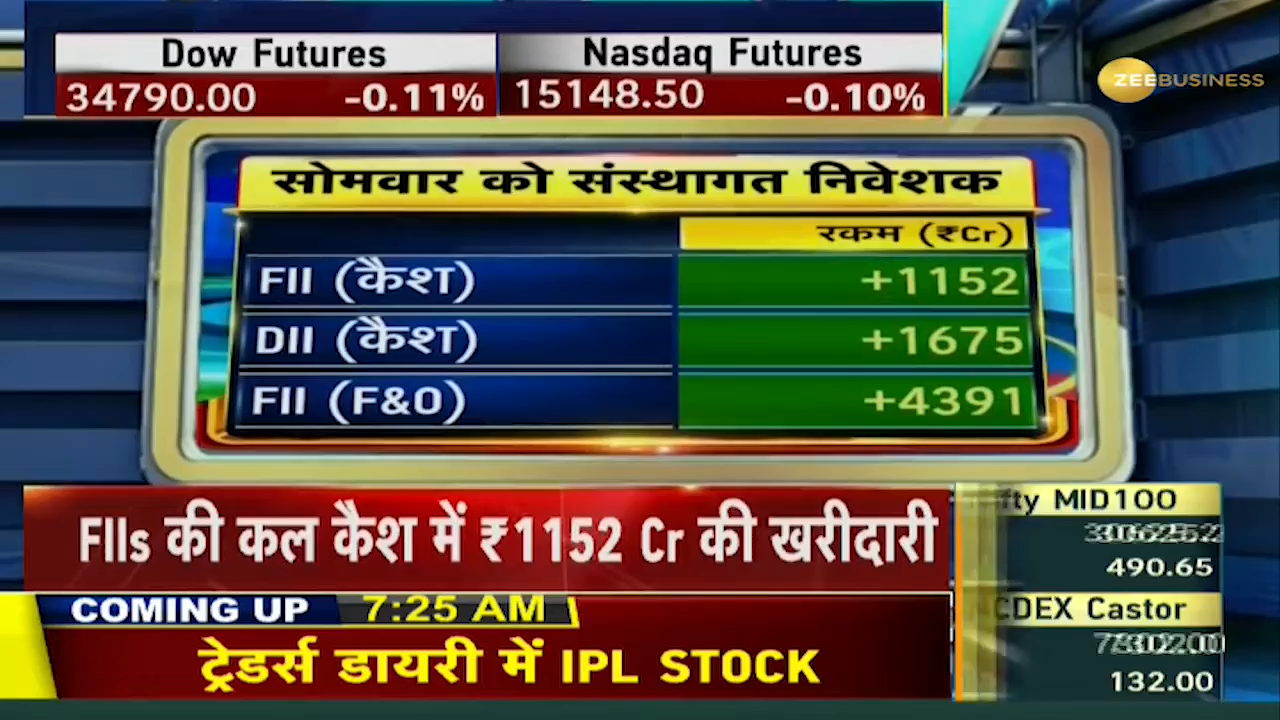 Dow Futures
34790.00 -0.11%
Nasdaq Futures
15148.50 -0.10%
ZEEBUSINESS
सोमवार को संस्थागत निवेशक
रकम (₹Cr)
FII (कैश) +1152
DII (कैश) +1675
FII (F&O) +4391
FIIs की कल कैश में ₹1152 Cr की खरीदारी
MID100
490.65
COMING UP 7:25 AM
ट्रेडर्स डायरी में IPL STOCK
Castor
132.00